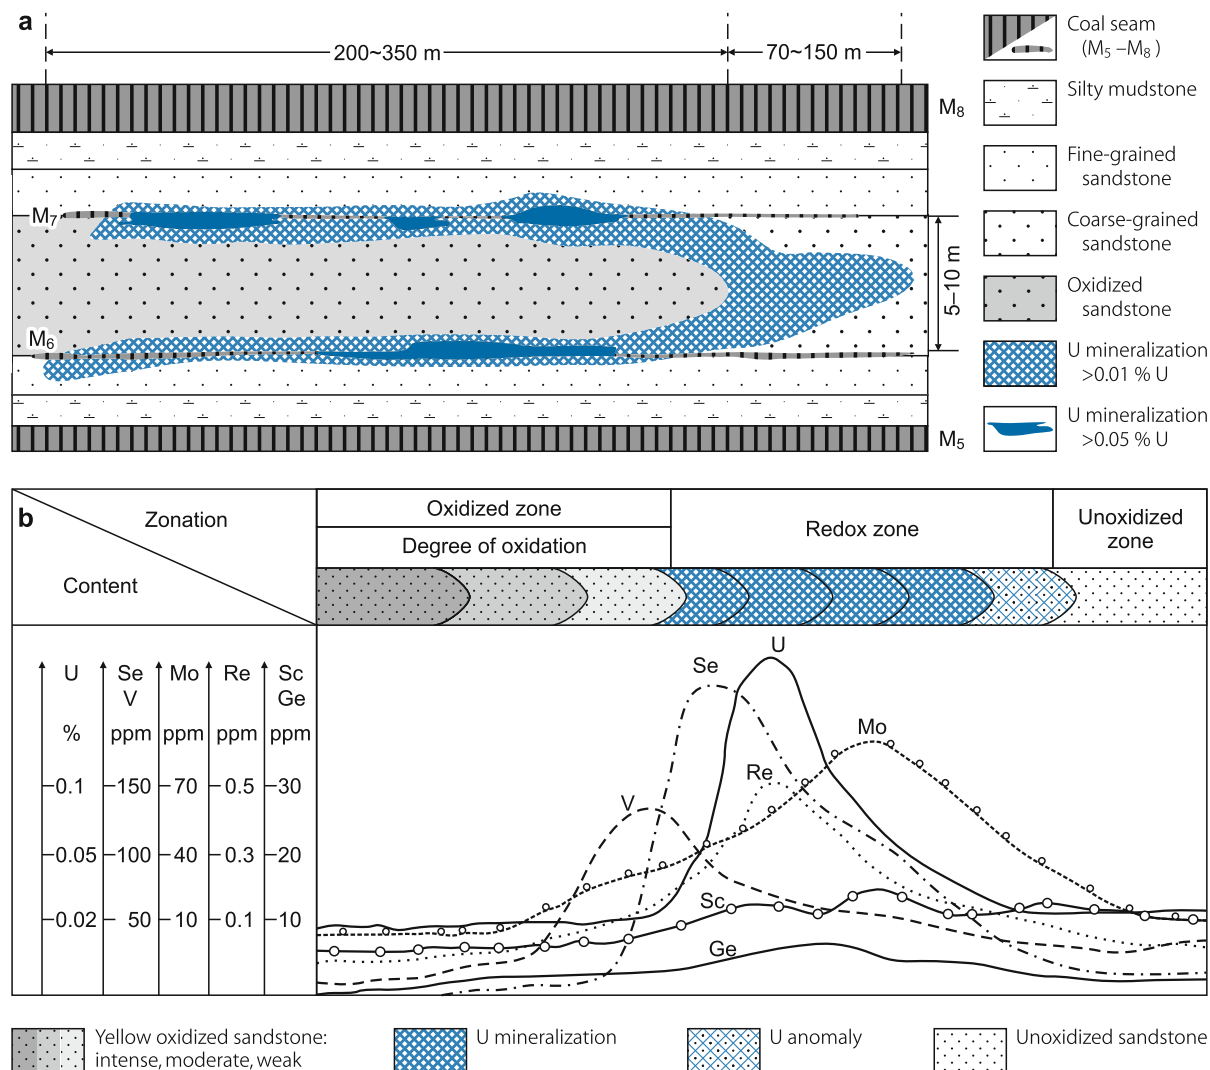 a
200~350 m
70~150 m
M8
M7
M6
M5
5–10 m
Coal seam
(M5 –M8 )
Silty mudstone
Fine-grained
sandstone
Coarse-grained
sandstone
Oxidized
sandstone
U mineralization
>0.01 % U
U mineralization
>0.05 % U
b
Zonation
Content
Oxidized zone
Degree of oxidation
Redox zone
Unoxidized
zone
U Se Mo Re Sc
V Ge
% ppm ppm ppm ppm
0.1 150 70 0.5 30
0.05 100 40 0.3 20
0.02 50 10 0.1 10
U
Se
Mo
Re
V
Sc
Ge
Yellow oxidized sandstone:
intense, moderate, weak
U mineralization
U anomaly
Unoxidized sandstone